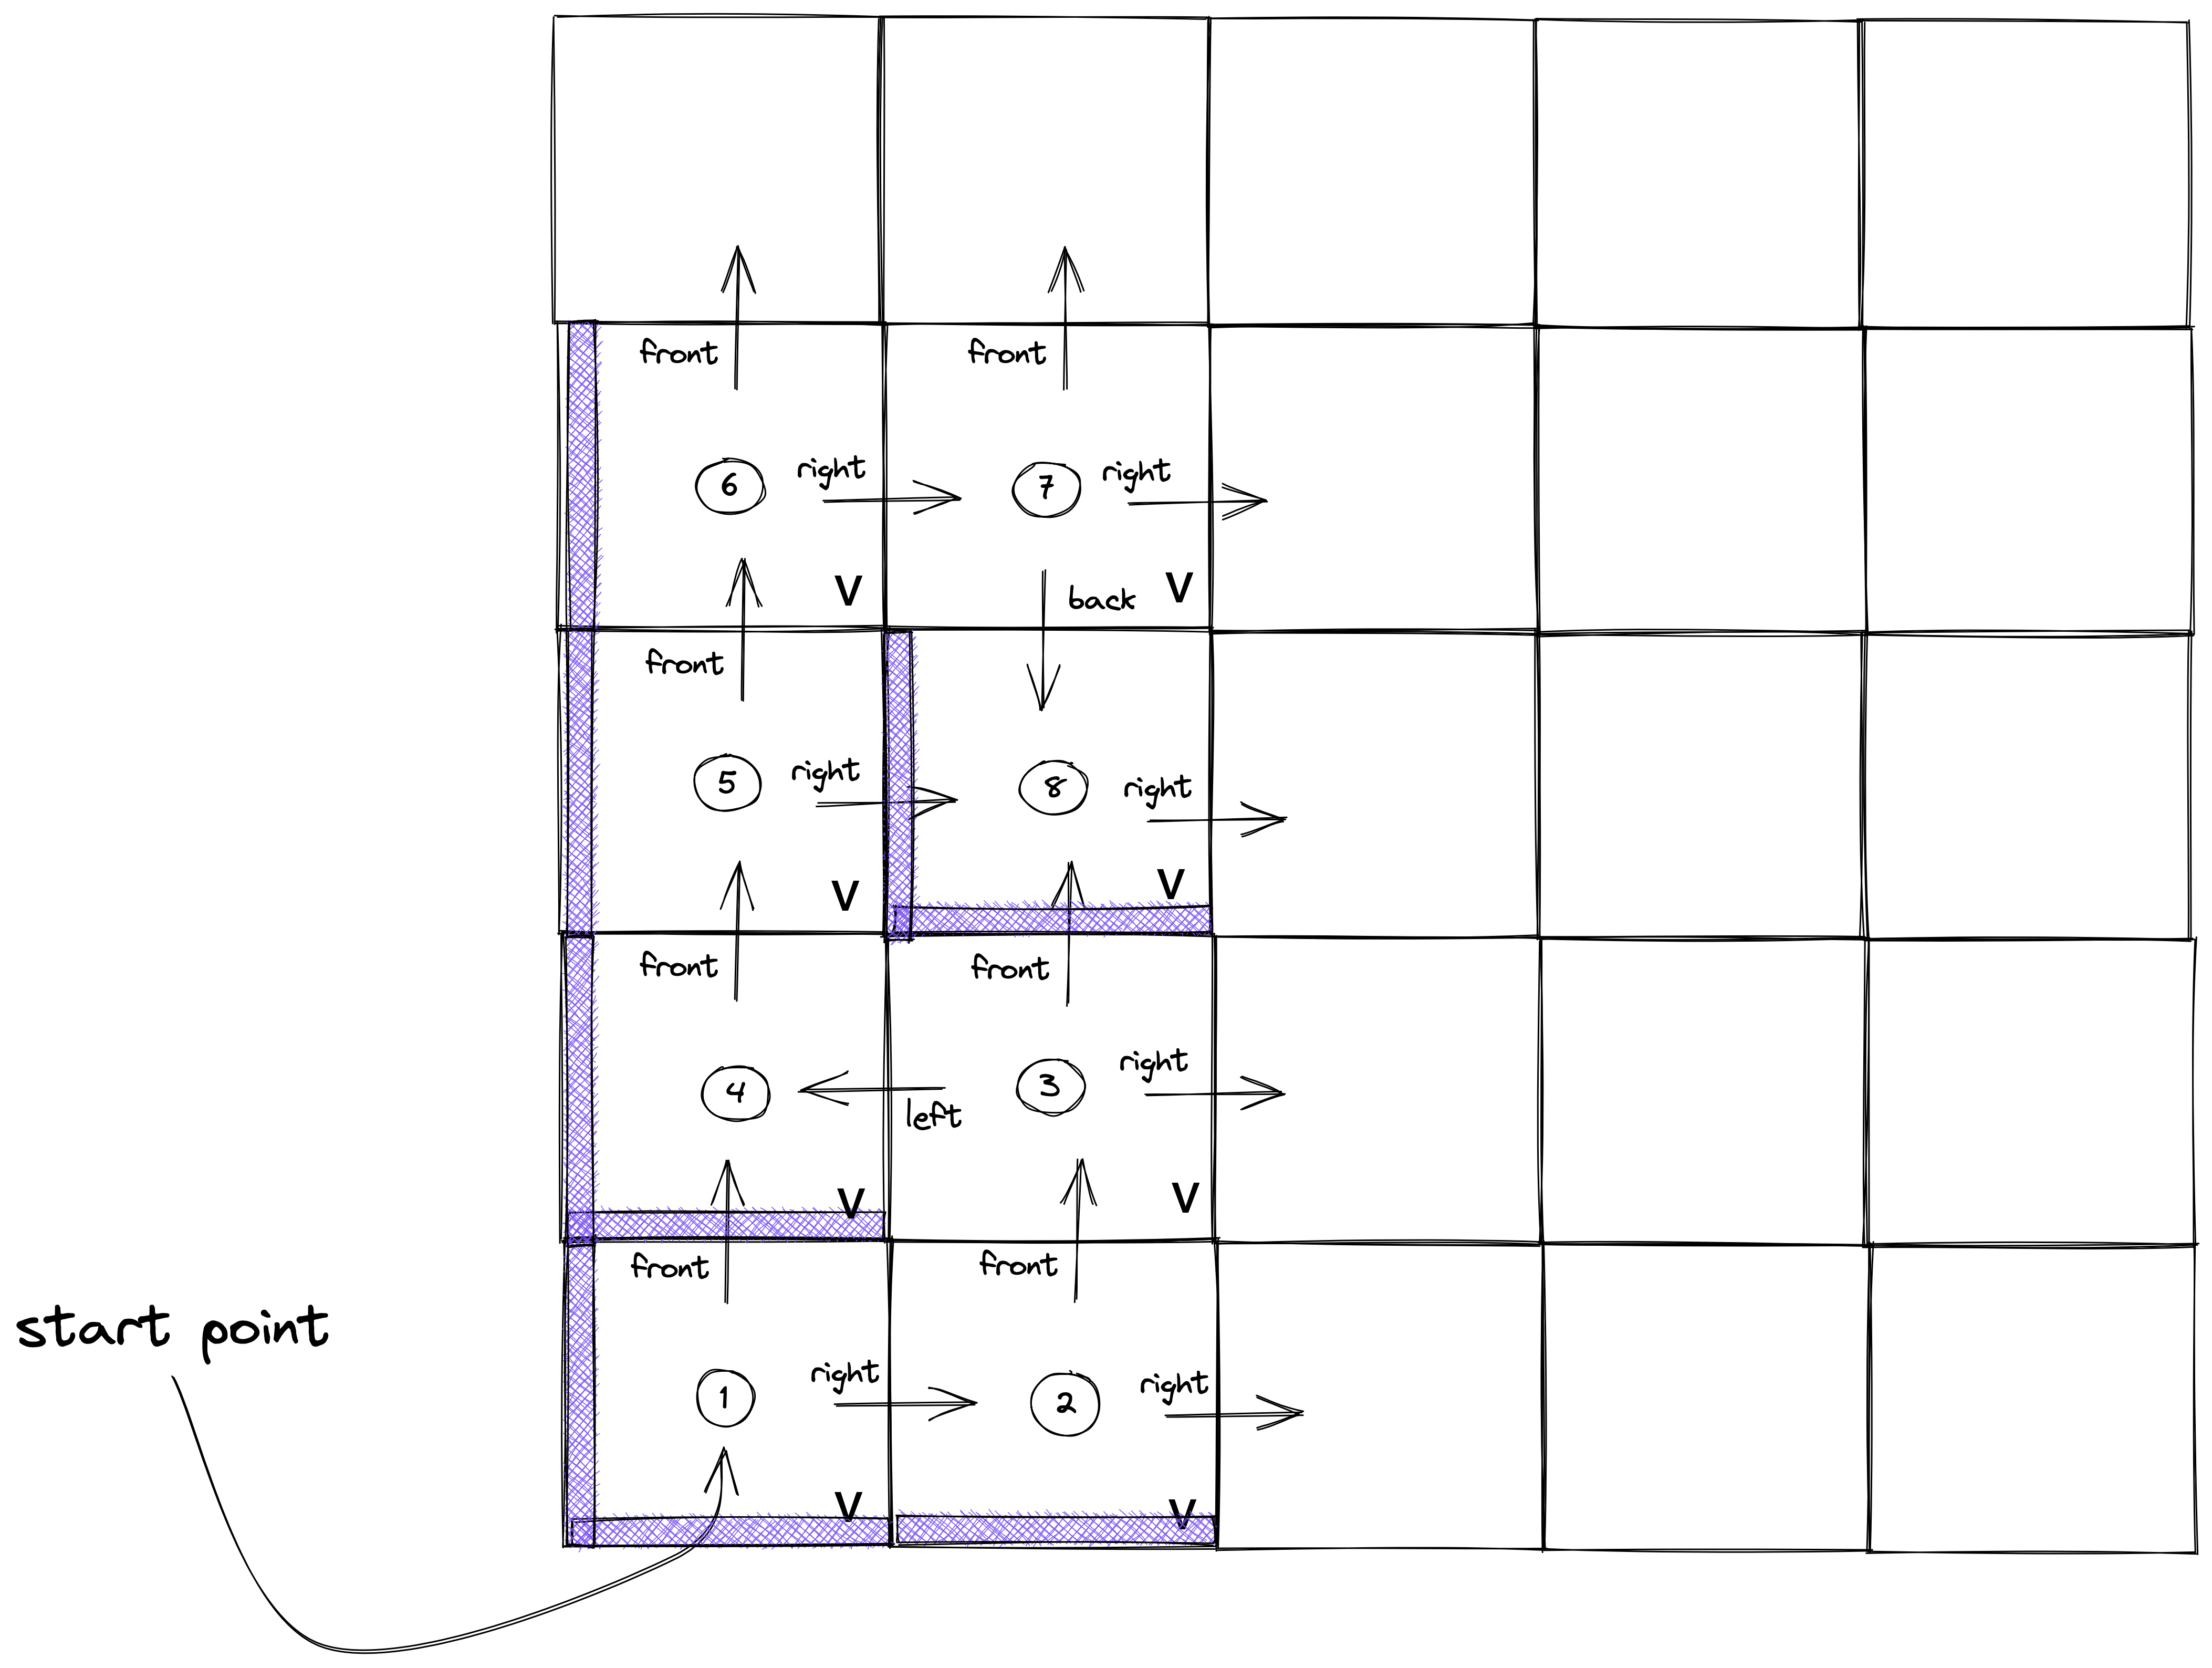 front
front
6
right
7
right
V
back
V
front
5
right
8
right
V
V
front
front
4
left
3
right
V
V
front
front
start point
1
right
2
right
V
V